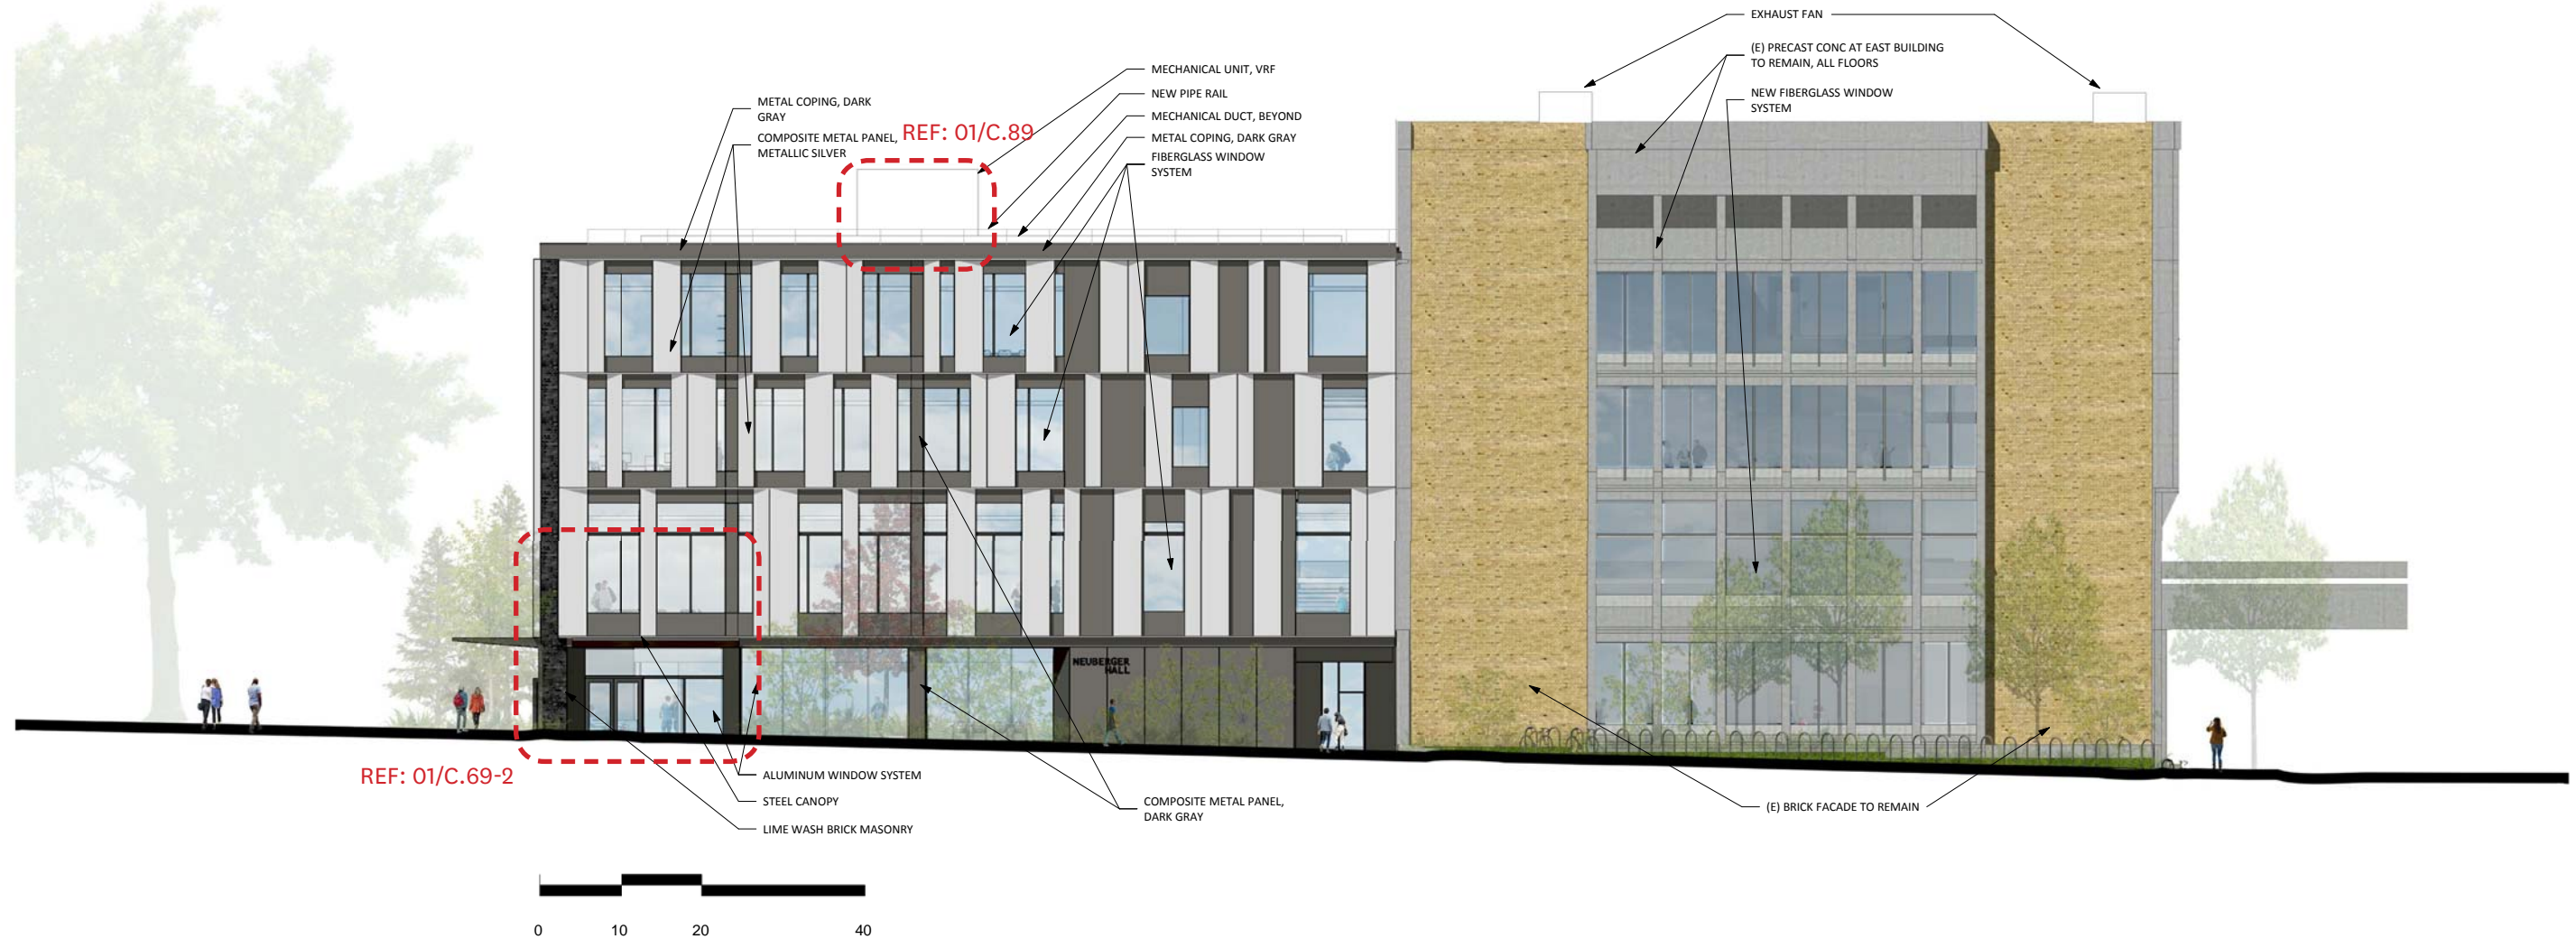 EXHAUST FAN
(E) PRECAST CONC AT EAST BUILDING
TO REMAIN, ALL FLOORS
NEW FIBERGLASS WINDOW
SYSTEM
MECHANICAL UNIT, VRF
NEW PIPE RAIL
MECHANICAL DUCT, BEYOND
METAL COPING, DARK GRAY
FIBERGLASS WINDOW
SYSTEM
METAL COPING, DARK
GRAY
COMPOSITE METAL PANEL,
METALLIC SILVER
REF: 01/C.89
NEUBERGER
HALL
REF: 01/C.69-2
ALUMINUM WINDOW SYSTEM
STEEL CANOPY
LIME WASH BRICK MASONRY
COMPOSITE METAL PANEL,
DARK GRAY
(E) BRICK FACADE TO REMAIN
0 10 20 40